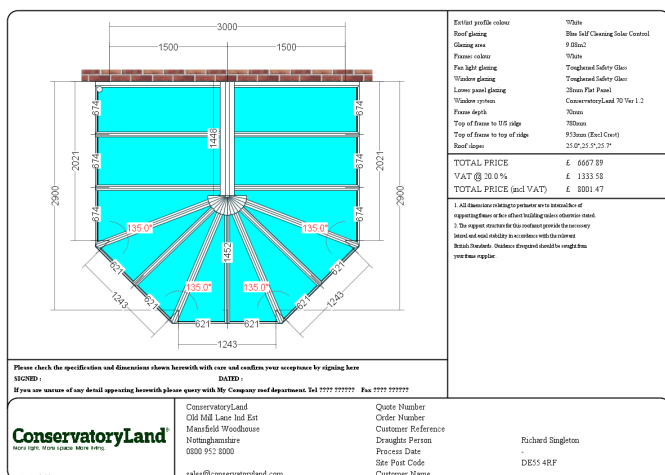 3000
1500 1500
674 674
1448
2021 674 674 2021
2900 2900
674 674
135.0° 135.0°
1452
621 621
1243 135.0° 135.0° 1243
621 621
621 621
1243
Ext/int profile colour White
Roof glazing Blue Self Cleaning Solar Control
Glazing area 9.08m2
Frames colour White
Fan light glazing Toughened Safety Glass
Window glazing Toughened Safety Glass
Lower panel glazing 28mm Flat Panel
Window system ConservatoryLand 70 Ver 1.2
Frame depth 70mm
Top of frame to U/S ridge 780mm
Top of frame to top of ridge 953mm (Excl Crest)
Roof slopes 25.0°,25.5°,25.7°
TOTAL PRICE £ 6667.89
VAT @ 20.0 % £ 1333.58
TOTAL PRICE (incl VAT) £ 8001.47
1. All dimensions relating to perimeter are to internal face of
supporting frames or face of host building unless otherwise stated.
2. The support structure for this roof must provide the necessary
lateral and axial stability in accordance with the relevant
British Standards. Guidance if required should be sought from
your frame supplier.
Please check the specification and dimensions shown herewith with care and confirm your acceptance by signing here
SIGNED : DATED :
If you are unsure of any detail appearing herewith please query with My Company roof department. Tel ???? ?????? Fax ???? ??????
ConservatoryLand®
More light. More space. More living.
ConservatoryLand
Old Mill Lane Ind Est
Mansfield Woodhouse
Nottinghamshire
0800 952 8000
sales@conservatoryland.com
Quote Number
Order Number
Customer Reference
Draughts Person Richard Singleton
Process Date -
Site Post Code DE55 4RF
Customer Name